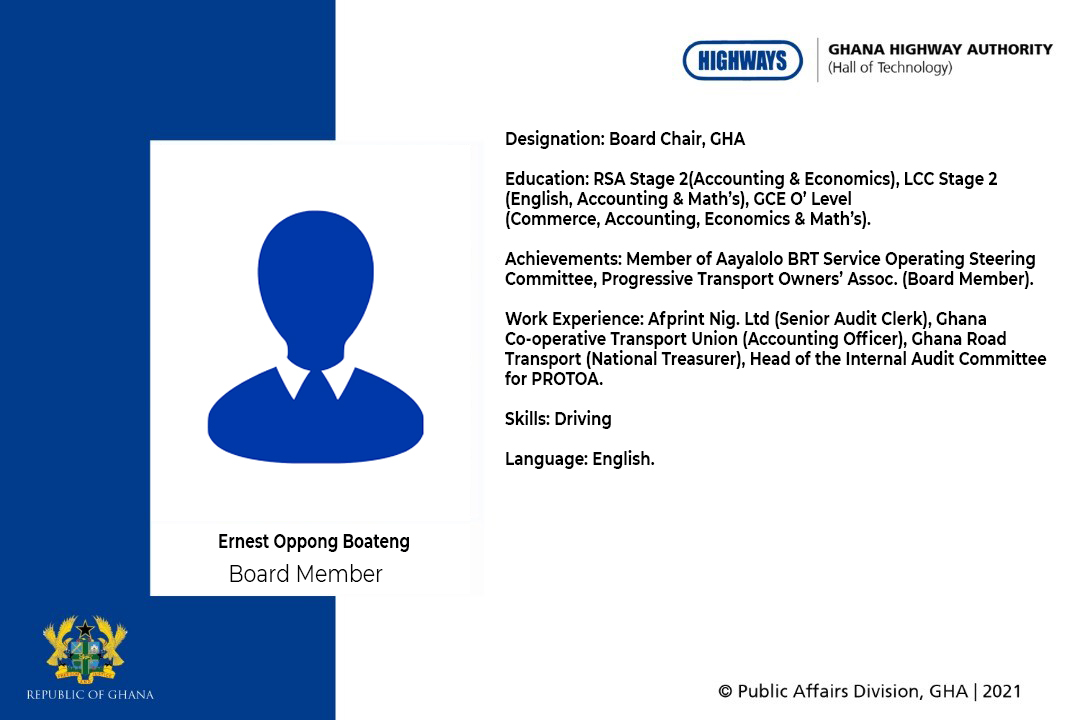 HIGHWAYS
GHANA HIGHWAY AUTHORITY
(Hall of Technology)
Designation: Board Chair, GHA
Education: RSA Stage 2(Accounting & Economics), LCC Stage 2
(English, Accounting & Math’s), GCE O’ Level
(Commerce, Accounting, Economics & Math’s).
Achievements: Member of Aayalolo BRT Service Operating Steering
Committee, Progressive Transport Owners’ Assoc. (Board Member).
Work Experience: Afprint Nig. Ltd (Senior Audit Clerk), Ghana
Co-operative Transport Union (Accounting Officer), Ghana Road
Transport (National Treasurer), Head of the Internal Audit Committee
for PROTOA.
Skills: Driving
Language: English.
Ernest Oppong Boateng
Board Member
REPUBLIC OF GHANA
© Public Affairs Division, GHA | 2021